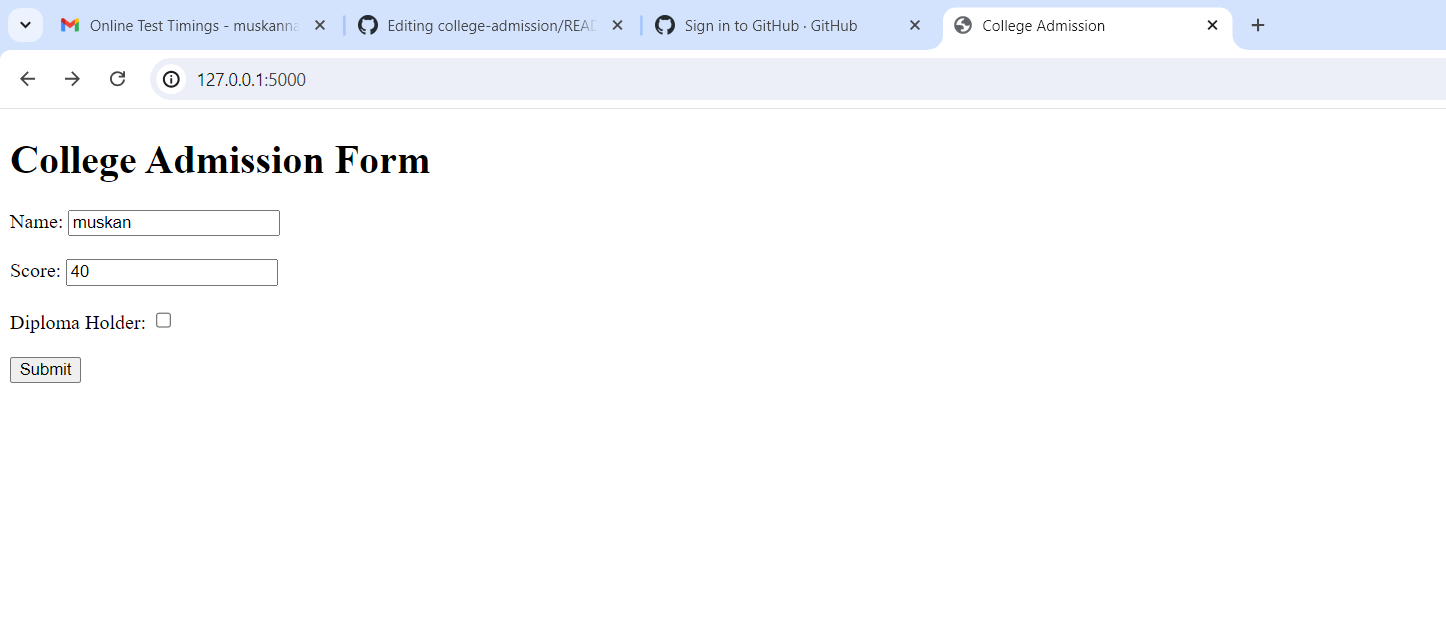 Online Test Timings - muskanna
Editing college-admission/READ
Sign in to GitHub · GitHub
College Admission
127.0.0.1:5000
College Admission Form
Name: muskan
Score: 40
Diploma Holder:
Submit